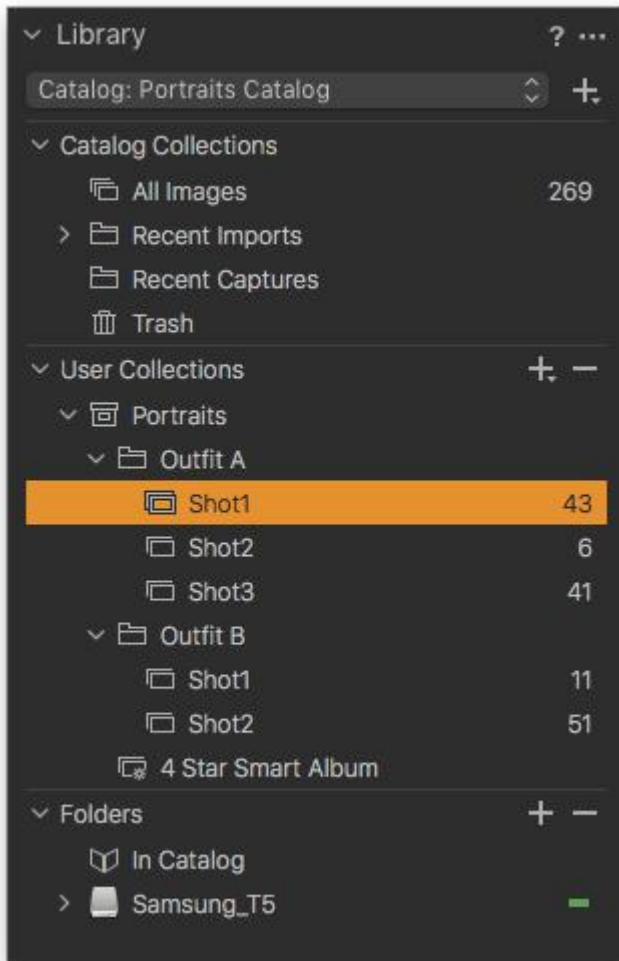 Library ? ...
Catalog: Portraits Catalog
Catalog Collections
All Images 269
Recent Imports
Recent Captures
Trash
User Collections
Portraits
Outfit A
Shot1 43
Shot2 6
Shot3 41
Outfit B
Shot1 11
Shot2 51
4 Star Smart Album
Folders
In Catalog
Samsung_T5